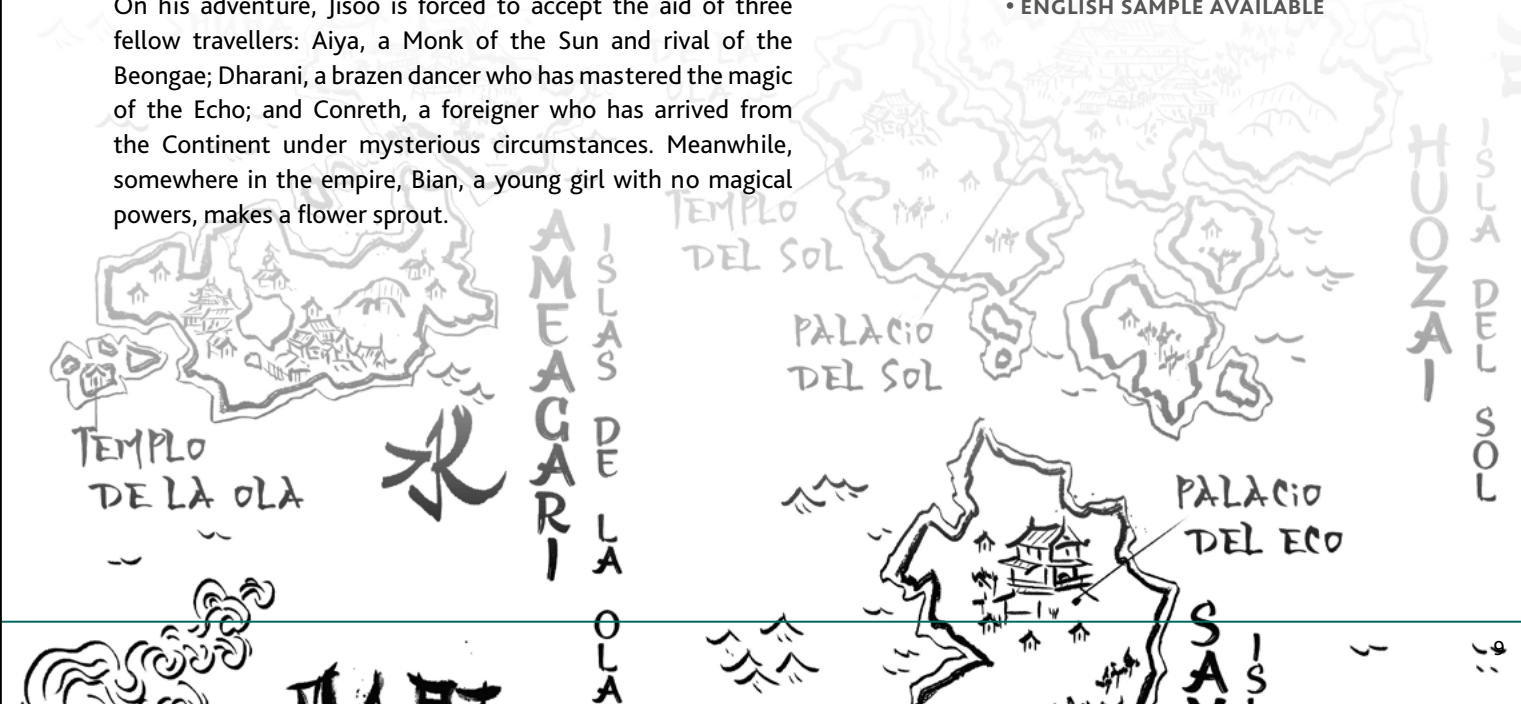 On his adventure, Jisoo is forced to accept the aid of three
fellow travellers: Aiya, a Monk of the Sun and rival of the
Beongae; Dharani, a brazen dancer who has mastered the magic
of the Echo; and Conreth, a foreigner who has arrived from
the Continent under mysterious circumstances. Meanwhile,
somewhere in the empire, Bian, a young girl with no magical
powers, makes a flower sprout.
• ENGLISH SAMPLE AVAILABLE
TEMPLO
DEL SOL
PALACiO
DEL SOL
HUOZAI
ISLA DEL SOL
AMEAGARI
ISLAS DE LA OLA
TEMPLO
DE LA OLA
水
PALACiO
DEL ECO
9